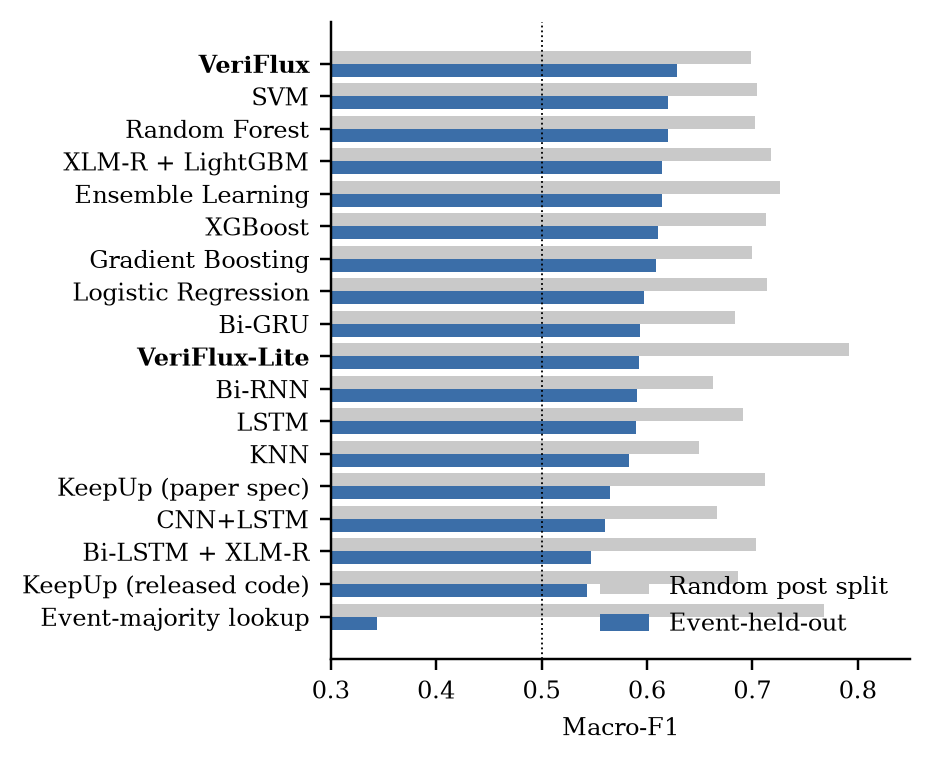 VeriFlux
SVM
Random Forest
XLM-R + LightGBM
Ensemble Learning
XGBoost
Gradient Boosting
Logistic Regression
Bi-GRU
VeriFlux-Lite
Bi-RNN
LSTM
KNN
KeepUp (paper spec)
CNN+LSTM
Bi-LSTM + XLM-R
KeepUp (released code)
Event-majority lookup
Random post split
Event-held-out
0.3 0.4 0.5 0.6 0.7 0.8
Macro-F1